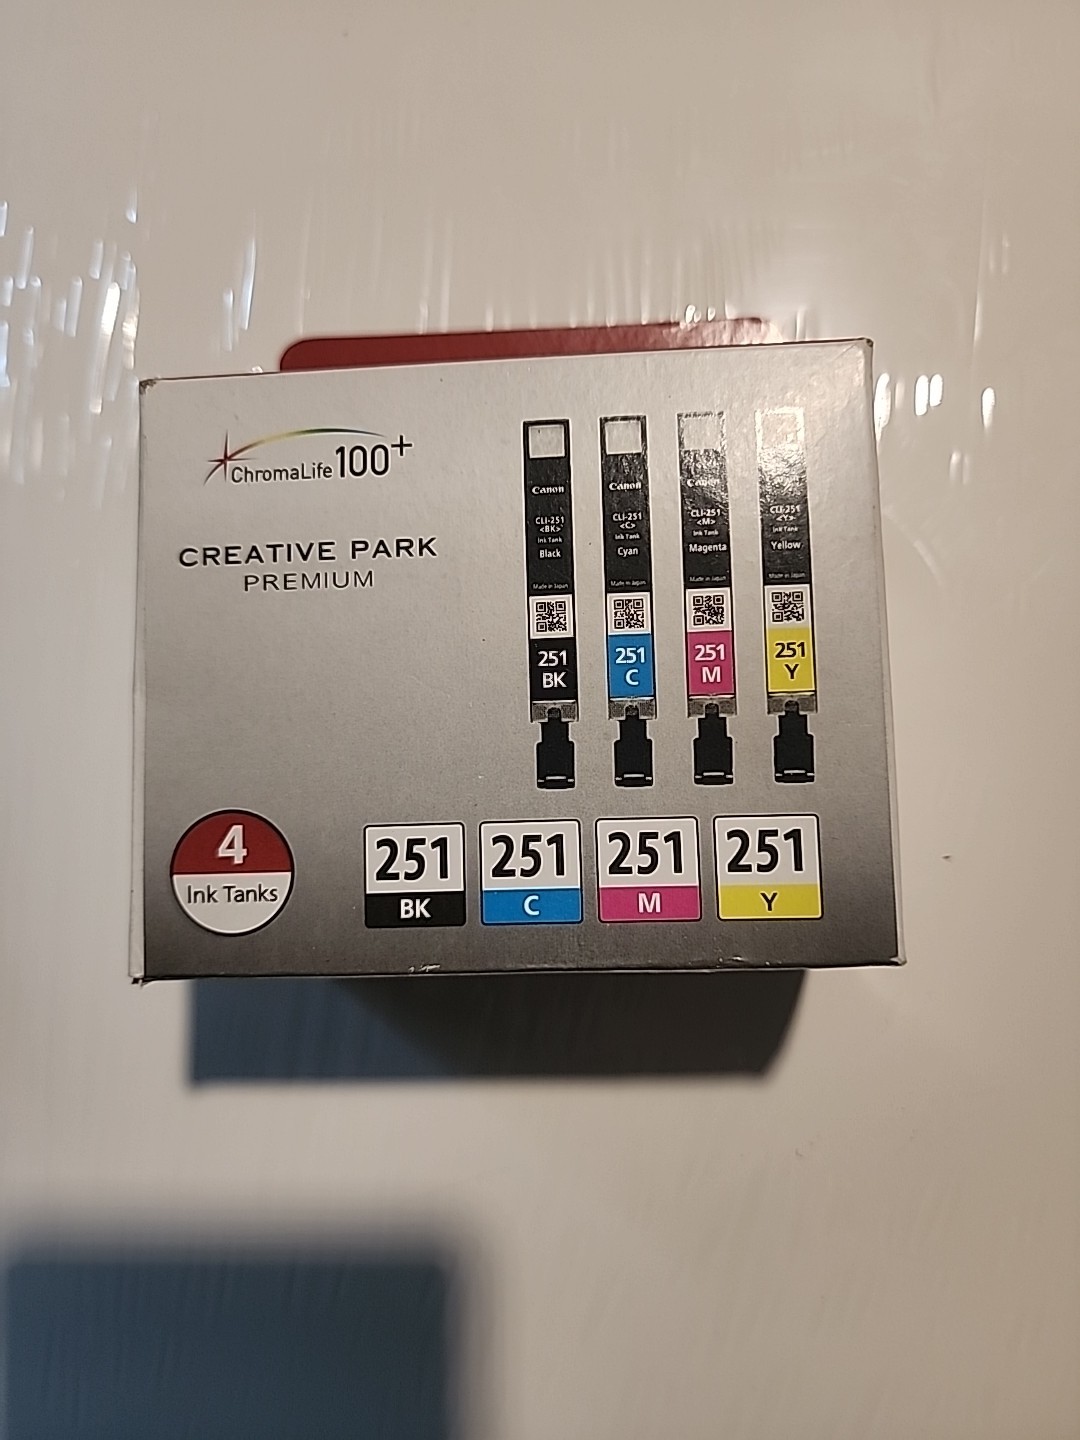 ChromaLife100+
CREATIVE PARK
PREMIUM
Canon
CLI-251
<BK>
Ink Tank
Black
Made in Japan
251
BK
Canon
CLI-251
<C>
Ink Tank
Cyan
Made in Japan
251
C
Canon
CLI-251
<M>
Ink Tank
Magenta
Made in Japan
251
M
CLI-251
<Y>
Ink Tank
Yellow
Made in Japan
251
Y
4
Ink Tanks
251
BK
251
C
251
M
251
Y